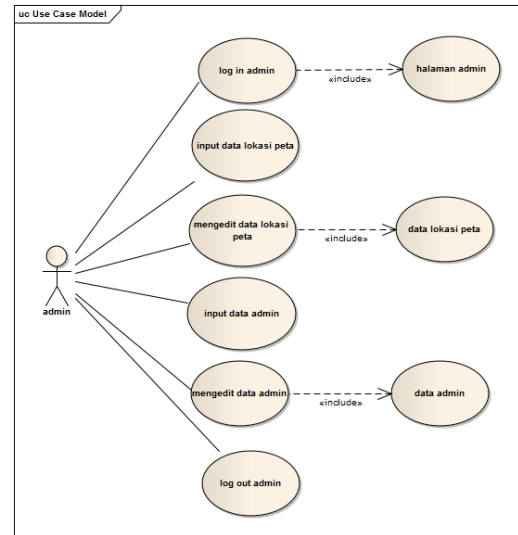 uc Use Case Model
log in admin
«include»
halaman admin
input data lokasi peta
mengedit data lokasi
peta
«include»
data lokasi peta
admin
input data admin
mengedit data admin
«include»
data admin
log out admin